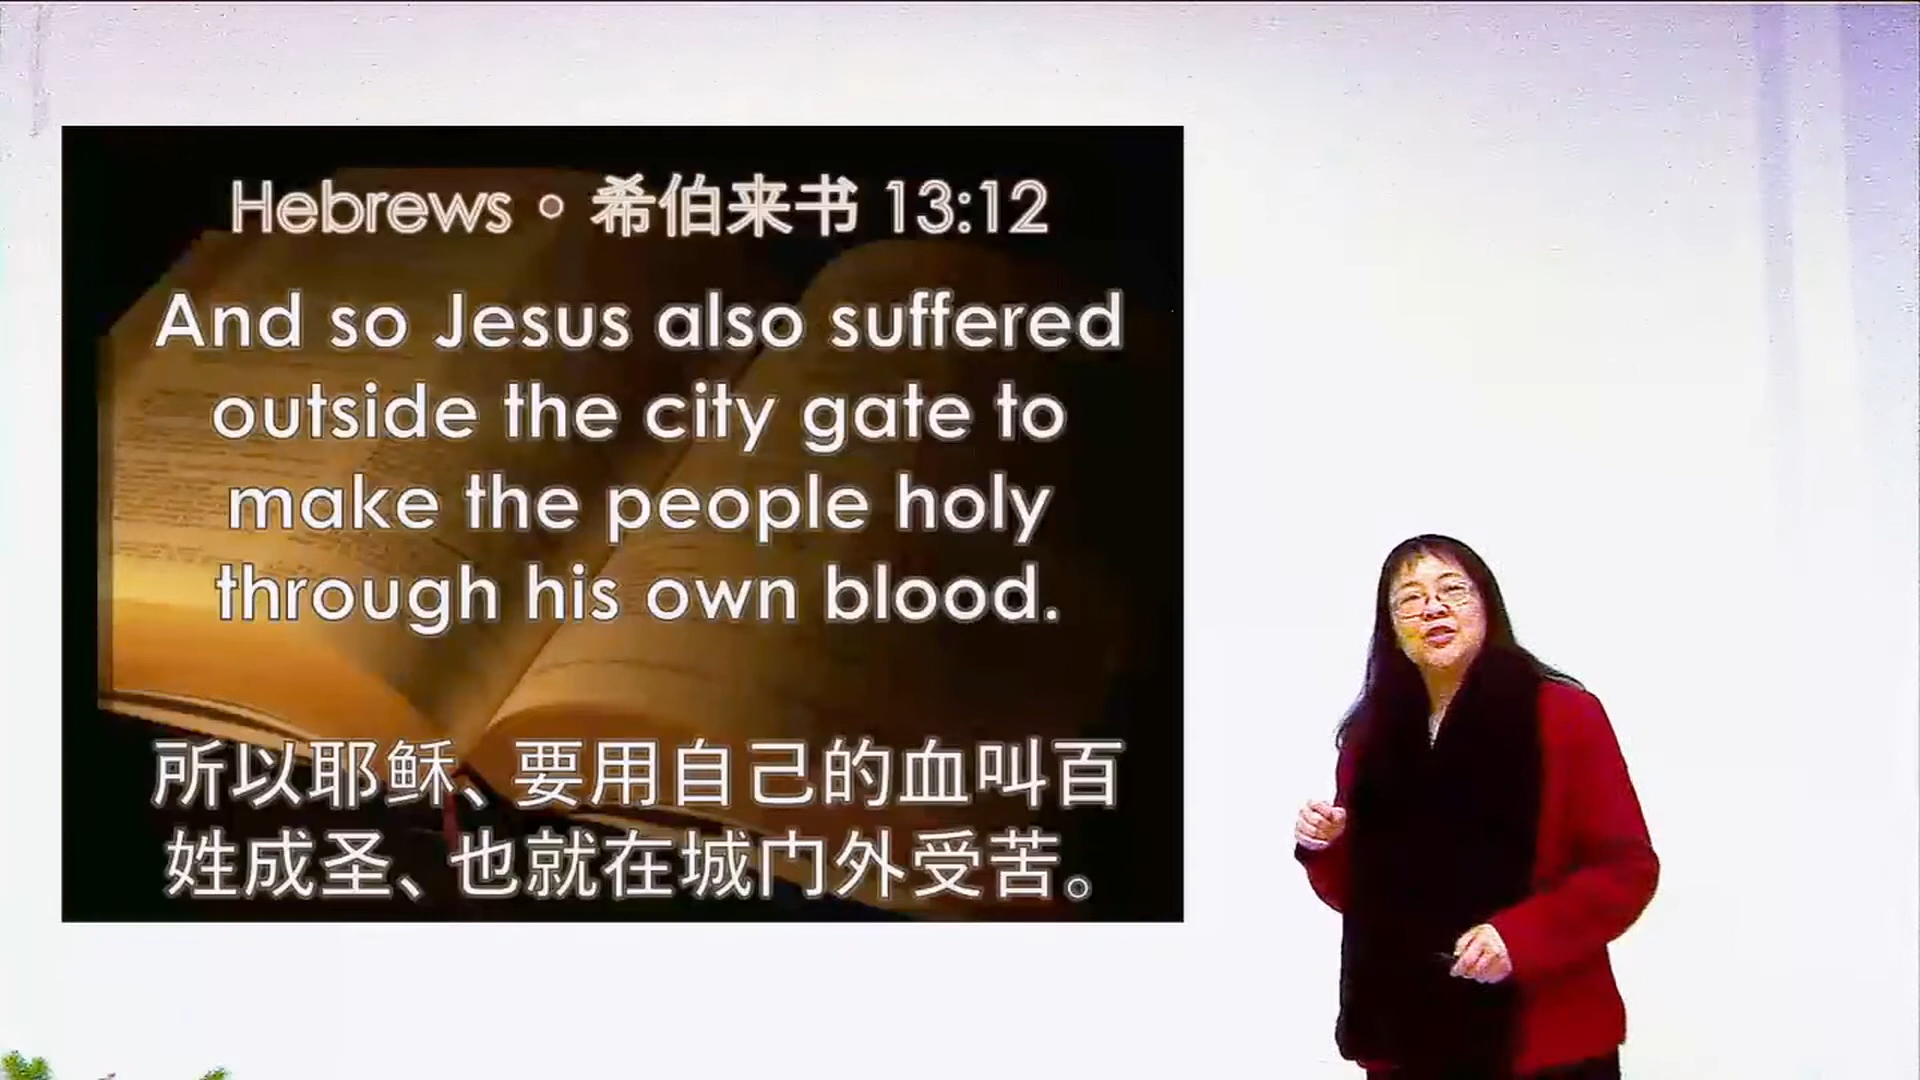 Hebrews ∘ 希伯来书 13:12
And so Jesus also suffered
outside the city gate to
make the people holy
through his own blood.
所以耶稣、要用自己的血叫百
姓成圣、也就在城门外受苦。